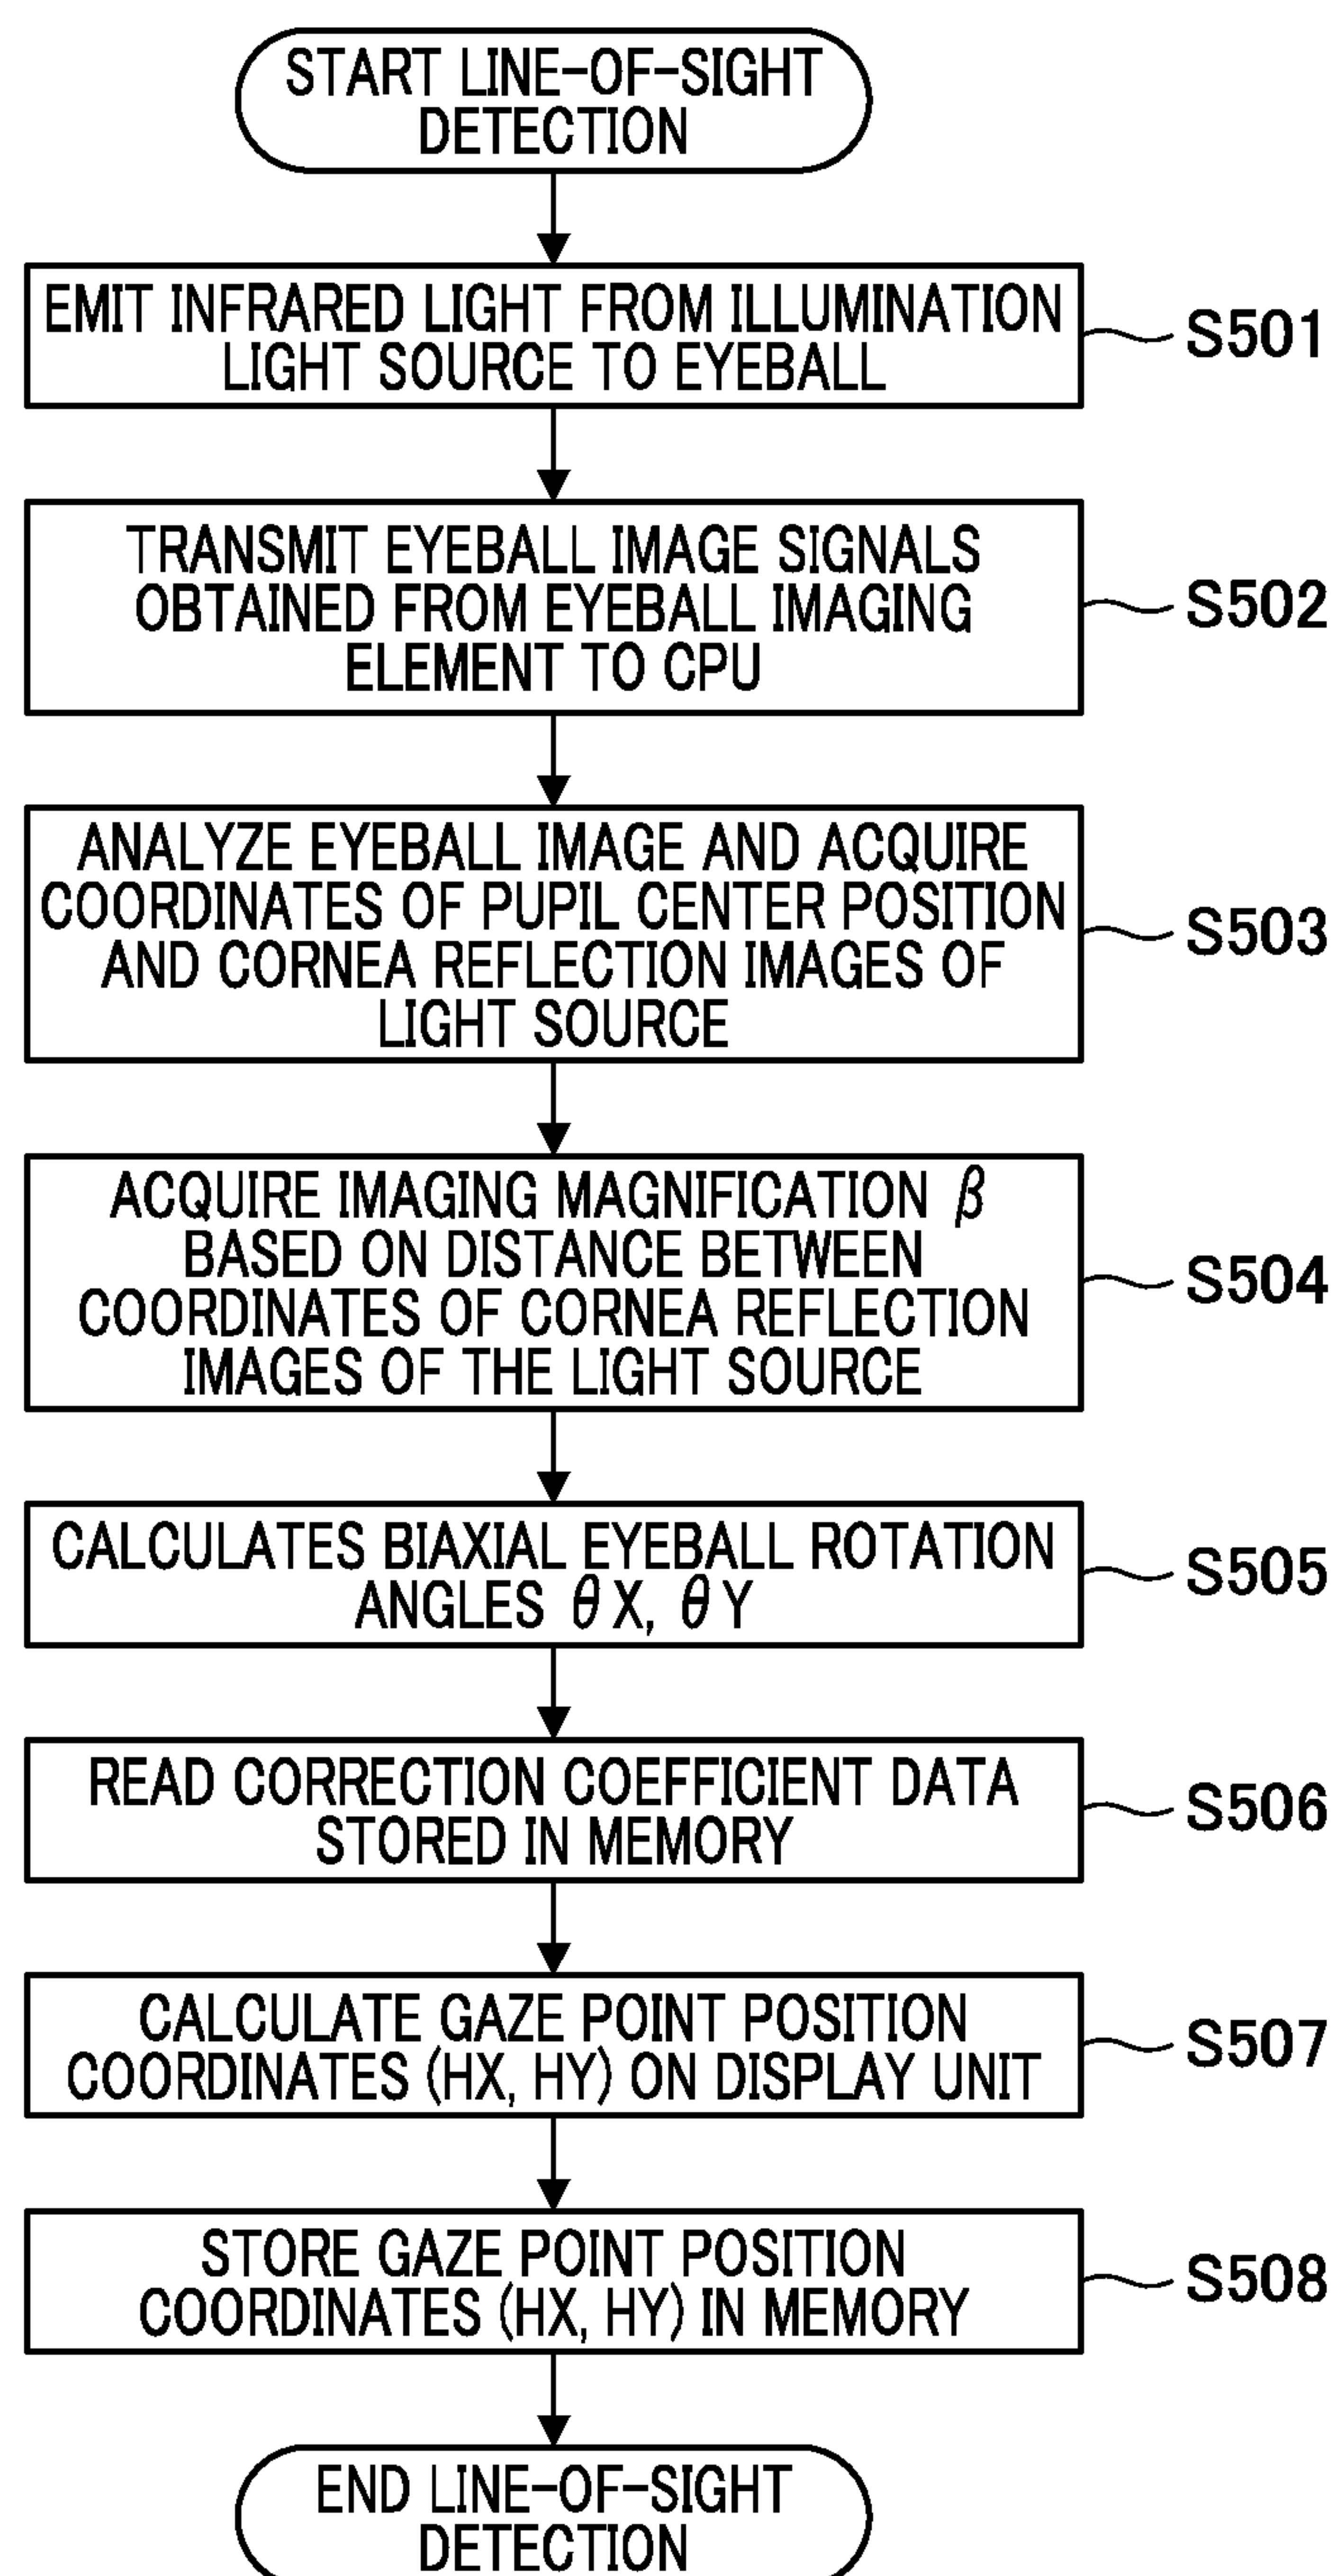 START LINE-OF-SIGHT
DETECTION
EMIT INFRARED LIGHT FROM ILLUMINATION
LIGHT SOURCE TO EYEBALL
S501
TRANSMIT EYEBALL IMAGE SIGNALS
OBTAINED FROM EYEBALL IMAGING
ELEMENT TO CPU
S502
ANALYZE EYEBALL IMAGE AND ACQUIRE
COORDINATES OF PUPIL CENTER POSITION
AND CORNEA REFLECTION IMAGES OF
LIGHT SOURCE
S503
ACQUIRE IMAGING MAGNIFICATION β
BASED ON DISTANCE BETWEEN
COORDINATES OF CORNEA REFLECTION
IMAGES OF THE LIGHT SOURCE
S504
CALCULATES BIAXIAL EYEBALL ROTATION
ANGLES θX, θY
S505
READ CORRECTION COEFFICIENT DATA
STORED IN MEMORY
S506
CALCULATE GAZE POINT POSITION
COORDINATES (HX, HY) ON DISPLAY UNIT
S507
STORE GAZE POINT POSITION
COORDINATES (HX, HY) IN MEMORY
S508
END LINE-OF-SIGHT
DETECTION